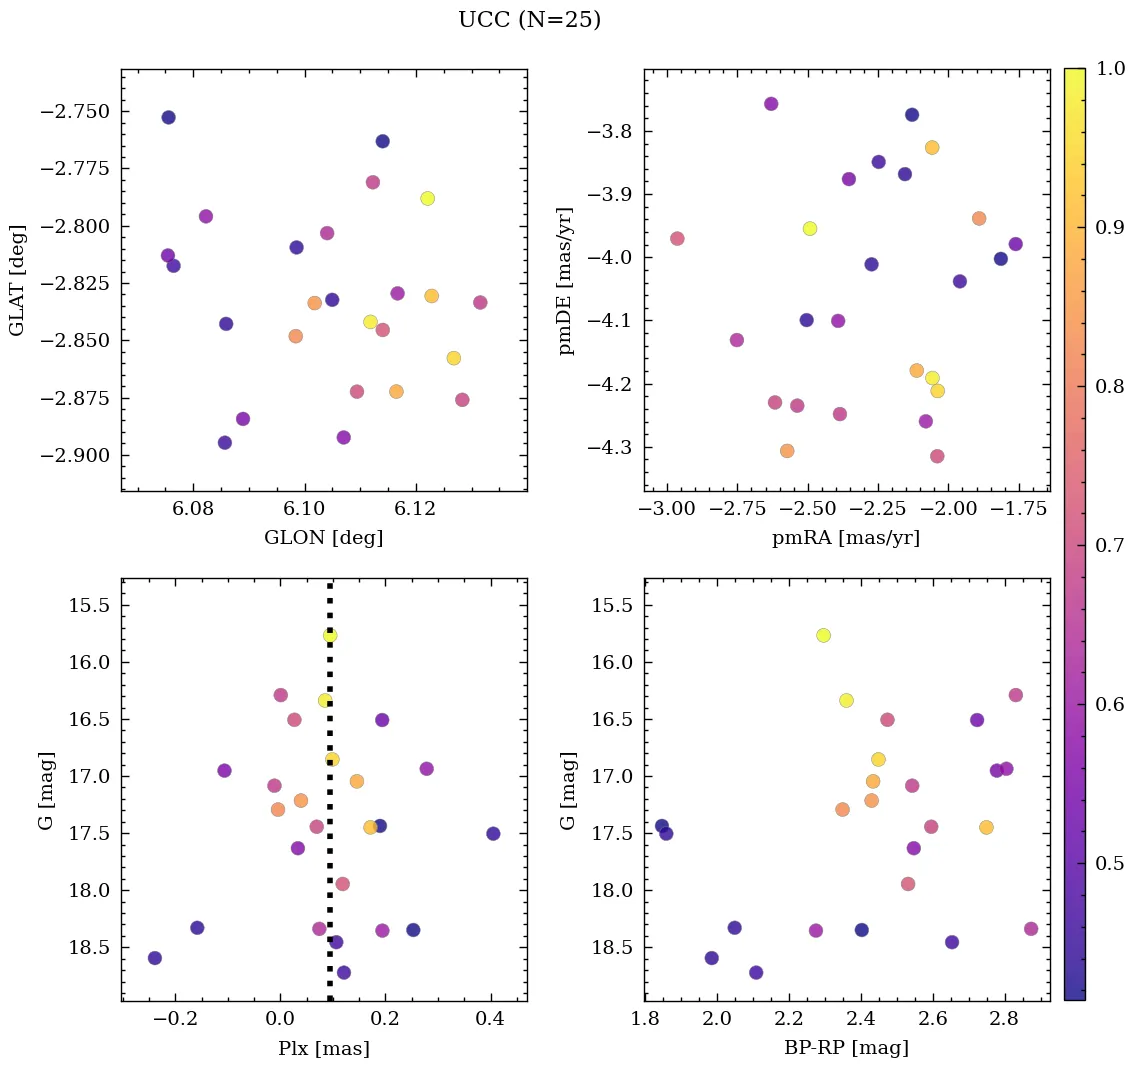 UCC (N=25)
−2.750
−2.775
−2.800
−2.825
−2.850
−2.875
−2.900
GLAT [deg]
6.08 6.10 6.12
GLON [deg]
−3.8
−3.9
−4.0
−4.1
−4.2
−4.3
pmDE [mas/yr]
−3.00 −2.75 −2.50 −2.25 −2.00 −1.75
pmRA [mas/yr]
15.5
16.0
16.5
17.0
17.5
18.0
18.5
G [mag]
−0.2 0.0 0.2 0.4
Plx [mas]
15.5
16.0
16.5
17.0
17.5
18.0
18.5
G [mag]
1.8 2.0 2.2 2.4 2.6 2.8
BP-RP [mag]
1.0
0.9
0.8
0.7
0.6
0.5